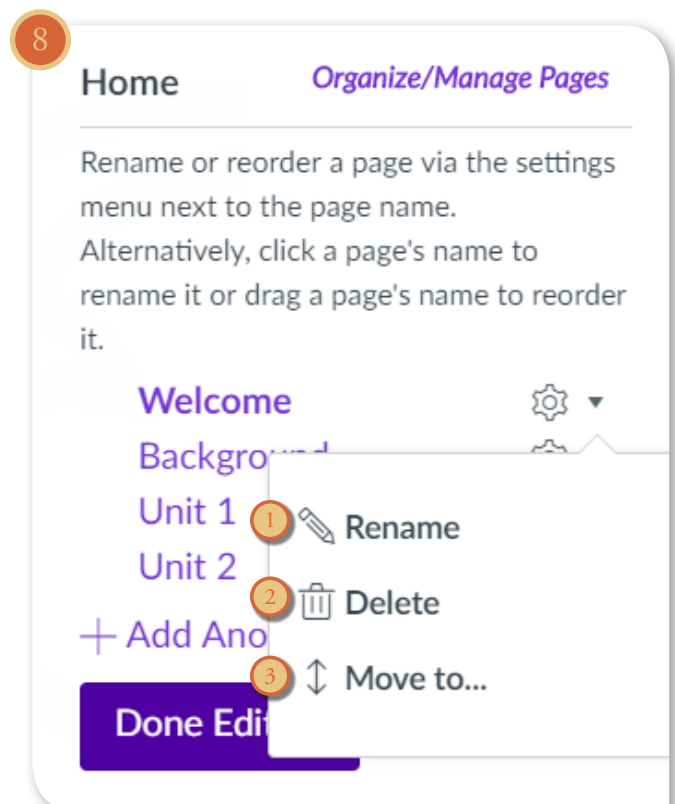 8
Home
Organize/Manage Pages
Rename or reorder a page via the settings
menu next to the page name.
Alternatively, click a page's name to
rename it or drag a page's name to reorder
it.
Welcome
Unit 1
Unit 2
Add
Done
1 Rename
2 Delete
3 Move to...